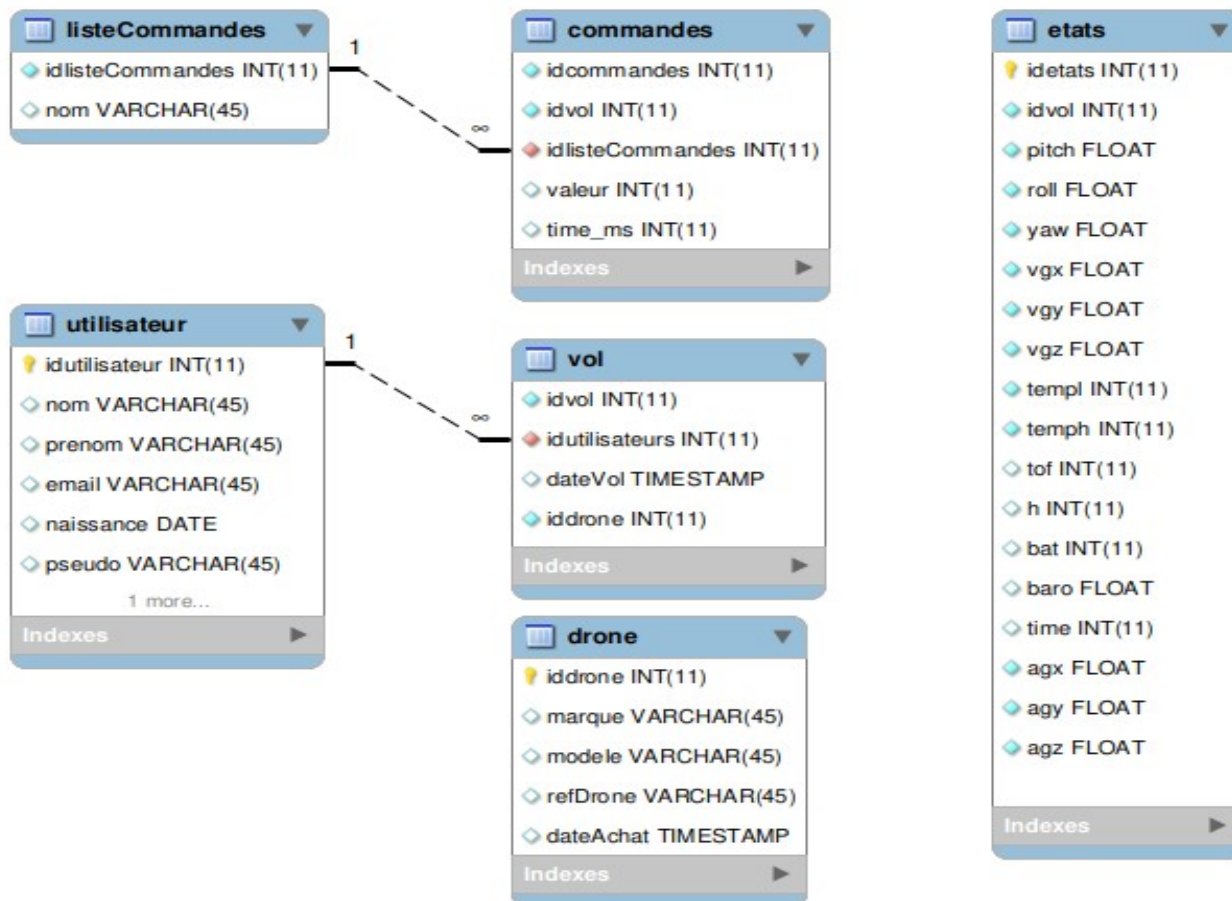 listeCommandes
idlisteCommandes INT(11)
nom VARCHAR(45)
1
∞
commandes
idcommandes INT(11)
idvol INT(11)
idlisteCommandes INT(11)
valeur INT(11)
time_ms INT(11)
Indexes
utilisateur
idutilisateur INT(11)
nom VARCHAR(45)
prenom VARCHAR(45)
email VARCHAR(45)
naissance DATE
pseudo VARCHAR(45)
1 more...
Indexes
1
∞
vol
idvol INT(11)
idutilisateurs INT(11)
dateVol TIMESTAMP
iddrone INT(11)
Indexes
drone
iddrone INT(11)
marque VARCHAR(45)
modele VARCHAR(45)
refDrone VARCHAR(45)
dateAchat TIMESTAMP
Indexes
etats
idetats INT(11)
idvol INT(11)
pitch FLOAT
roll FLOAT
yaw FLOAT
vgx FLOAT
vgy FLOAT
vgz FLOAT
templ INT(11)
temph INT(11)
tof INT(11)
h INT(11)
bat INT(11)
baro FLOAT
time INT(11)
agx FLOAT
agy FLOAT
agz FLOAT
Indexes